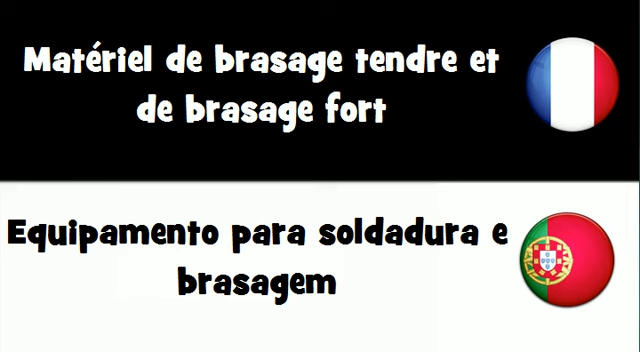 Matériel de brasage tendre et
de brasage fort
Equipamento para soldadura e
brasagem